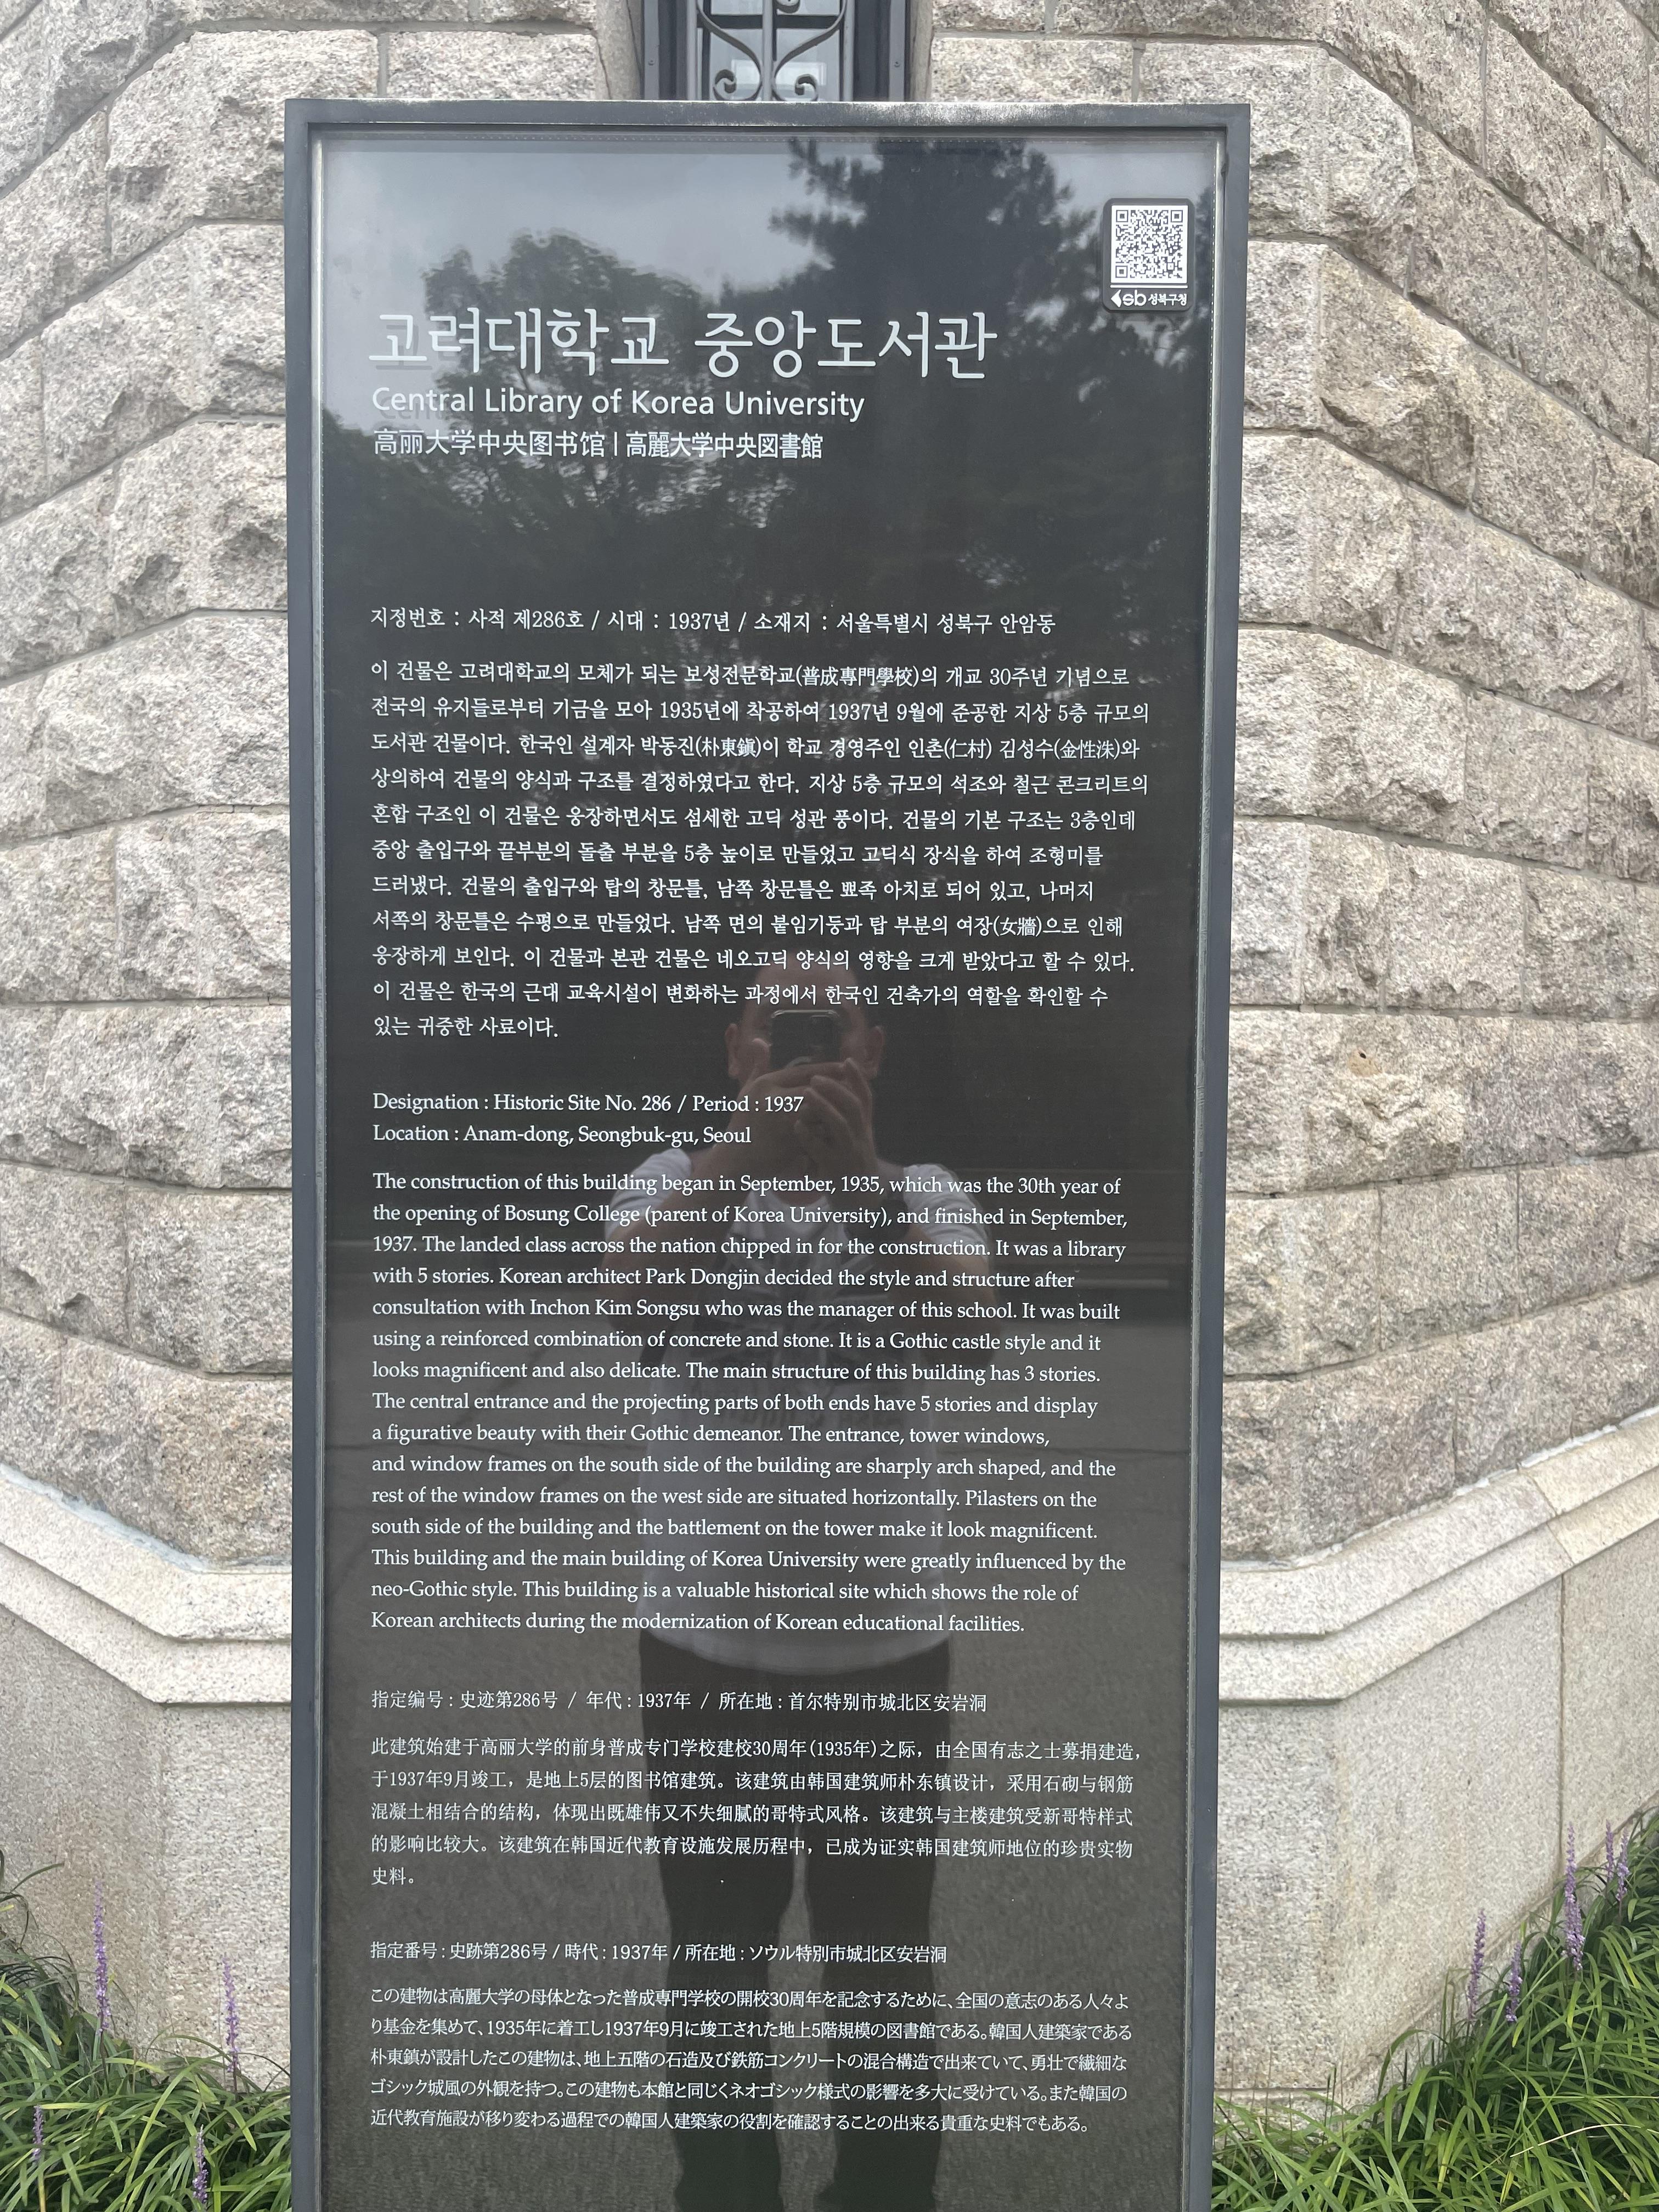 sb 성북구청
고려대학교 중앙도서관
Central Library of Korea University
高丽大学中央图书馆 | 高麗大学中央図書館
지정번호 : 사적 제286호 / 시대 : 1937년 / 소재지 : 서울특별시 성북구 안암동
이 건물은 고려대학교의 모체가 되는 보성전문학교(普成專門學校)의 개교 30주년 기념으로
전국의 유지들로부터 기금을 모아 1935년에 착공하여 1937년 9월에 준공한 지상 5층 규모의
도서관 건물이다. 한국인 설계자 박동진(朴東鎭)이 학교 경영주인 인촌(仁村) 김성수(金性洙)와
상의하여 건물의 양식과 구조를 결정하였다고 한다. 지상 5층 규모의 석조와 철근 콘크리트의
혼합 구조인 이 건물은 웅장하면서도 섬세한 고딕 성관 풍이다. 건물의 기본 구조는 3층인데
중앙 출입구와 끝부분의 돌출 부분을 5층 높이로 만들었고 고딕식 장식을 하여 조형미를
드러냈다. 건물의 출입구와 탑의 창문틀, 남쪽 창문틀은 뾰족 아치로 되어 있고, 나머지
서쪽의 창문틀은 수평으로 만들었다. 남쪽 면의 붙임기둥과 탑 부분의 여장(女牆)으로 인해
웅장하게 보인다. 이 건물과 본관 건물은 네오고딕 양식의 영향을 크게 받았다고 할 수 있다.
이 건물은 한국의 근대 교육시설이 변화하는 과정에서 한국인 건축가의 역할을 확인할 수
있는 귀중한 사료이다.
Designation : Historic Site No. 286 / Period : 1937
Location : Anam-dong, Seongbuk-gu, Seoul
The construction of this building began in September, 1935, which was the 30th year of
the opening of Bosung College (parent of Korea University), and finished in September,
1937. The landed class across the nation chipped in for the construction. It was a library
with 5 stories. Korean architect Park Dongjin decided the style and structure after
consultation with Inchon Kim Songsu who was the manager of this school. It was built
using a reinforced combination of concrete and stone. It is a Gothic castle style and it
looks magnificent and also delicate. The main structure of this building has 3 stories.
The central entrance and the projecting parts of both ends have 5 stories and display
a figurative beauty with their Gothic demeanor. The entrance, tower windows,
and window frames on the south side of the building are sharply arch shaped, and the
rest of the window frames on the west side are situated horizontally. Pilasters on the
south side of the building and the battlement on the tower make it look magnificent.
This building and the main building of Korea University were greatly influenced by the
neo-Gothic style. This building is a valuable historical site which shows the role of
Korean architects during the modernization of Korean educational facilities.
指定编号 : 史迹第286号 / 年代 : 1937年 / 所在地 : 首尔特别市城北区安岩洞
此建筑始建于高丽大学的前身普成专门学校建校30周年(1935年)之际，由全国有志之士募捐建造，
于1937年9月竣工，是地上5层的图书馆建筑。该建筑由韩国建筑师朴东镇设计，采用石砌与钢筋
混凝土相结合的结构，体现出既雄伟又不失细腻的哥特式风格。该建筑与主楼建筑受新哥特样式
的影响比较大。该建筑在韩国近代教育设施发展历程中，已成为证实韩国建筑师地位的珍贵实物
史料。
指定番号 : 史跡第286号 / 時代 : 1937年 / 所在地 : ソウル特別市城北区安岩洞
この建物は高麗大学の母体となった普成専門学校の開校30周年を記念するために、全国の意志のある人々よ
り基金を集めて、1935年に着工し1937年9月に竣工された地上5階規模の図書館である。韓国人建築家である
朴東鎮が設計したこの建物は、地上五階の石造及び鉄筋コンクリートの混合構造で出来ていて、勇壮で繊細な
ゴシック城風の外観を持つ。この建物も本館と同じくネオゴシック様式の影響を多大に受けている。また韓国の
近代教育施設が移り変わる過程での韓国人建築家の役割を確認することの出来る貴重な史料でもある。